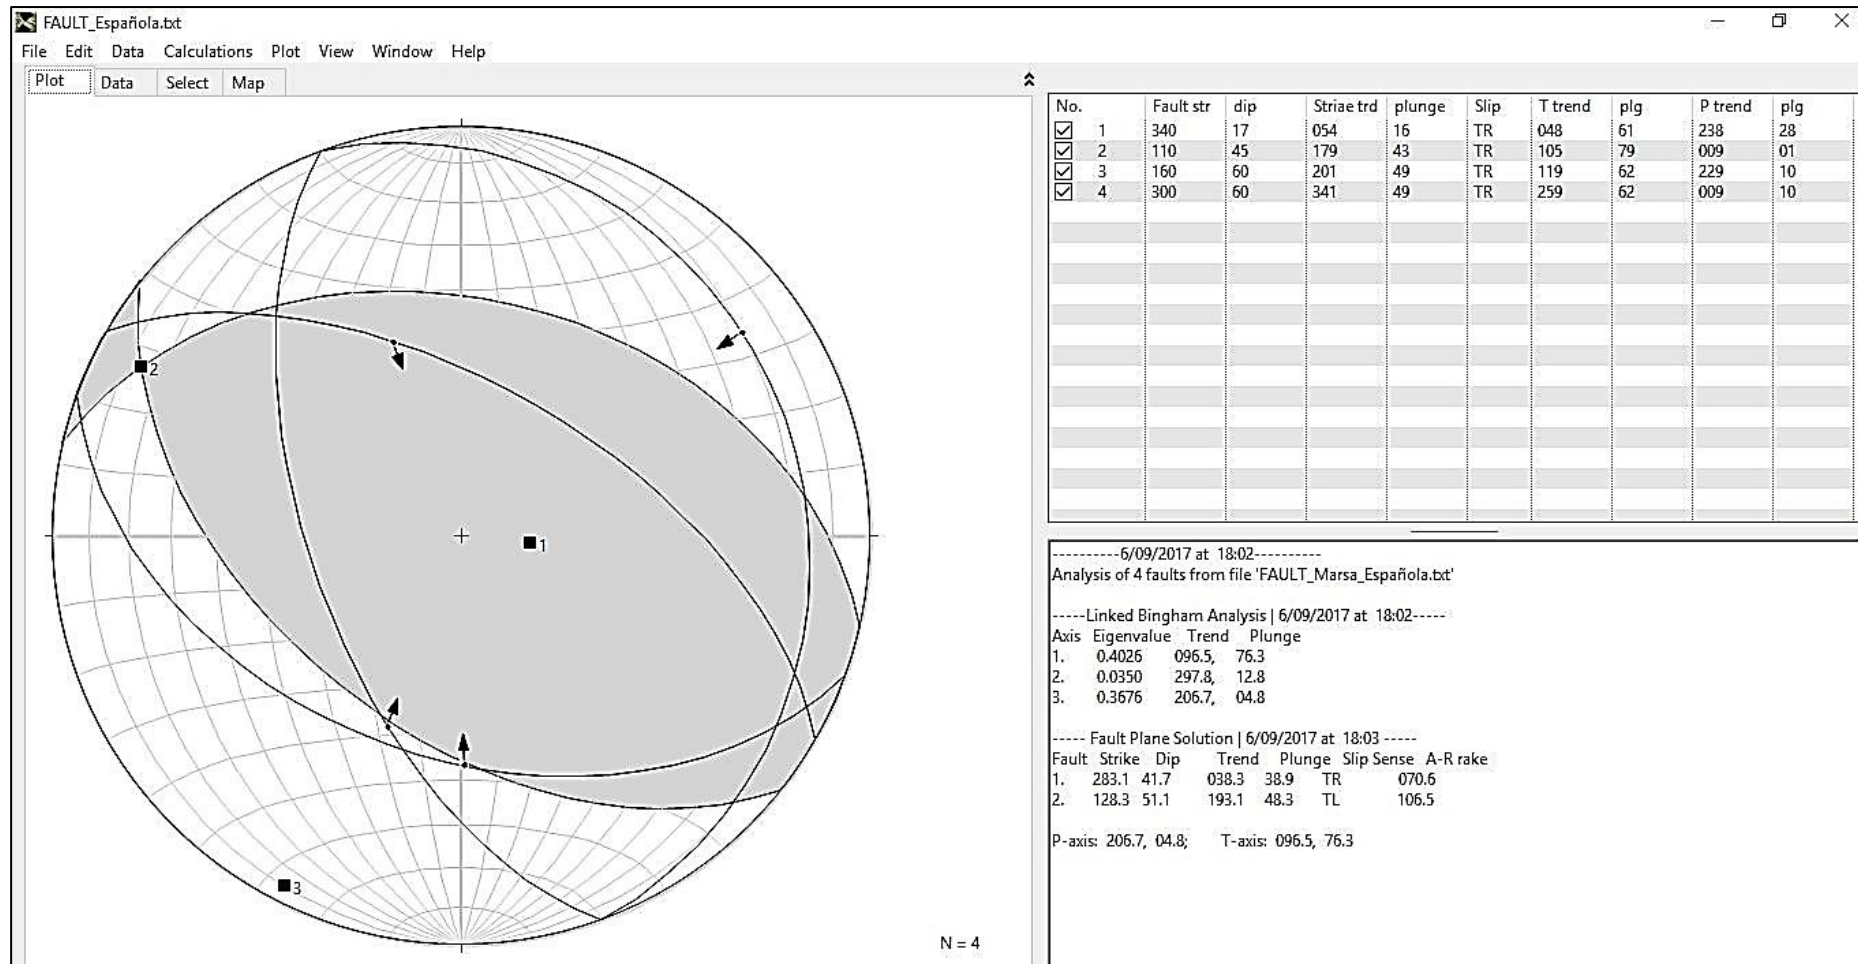 FAULT_Española.txt
File Edit Data Calculations Plot View Window Help
Plot Data Select Map
No. Fault str dip Striae trd plunge Slip T trend plg P trend plg
1 340 17 054 16 TR 048 61 238 28
2 110 45 179 43 TR 105 79 009 01
3 160 60 201 49 TR 119 62 229 10
4 300 60 341 49 TR 259 62 009 10
2
1
3
N = 4
----------6/09/2017 at 18:02----------
Analysis of 4 faults from file 'FAULT_Marsa_Española.txt'
-----Linked Bingham Analysis | 6/09/2017 at 18:02-----
Axis Eigenvalue Trend Plunge
1. 0.4026 096.5, 76.3
2. 0.0350 297.8, 12.8
3. 0.3676 206.7, 04.8
----- Fault Plane Solution | 6/09/2017 at 18:03 -----
Fault Strike Dip Trend Plunge Slip Sense A-R rake
1. 283.1 41.7 038.3 38.9 TR 070.6
2. 128.3 51.1 193.1 48.3 TL 106.5
P-axis: 206.7, 04.8; T-axis: 096.5, 76.3